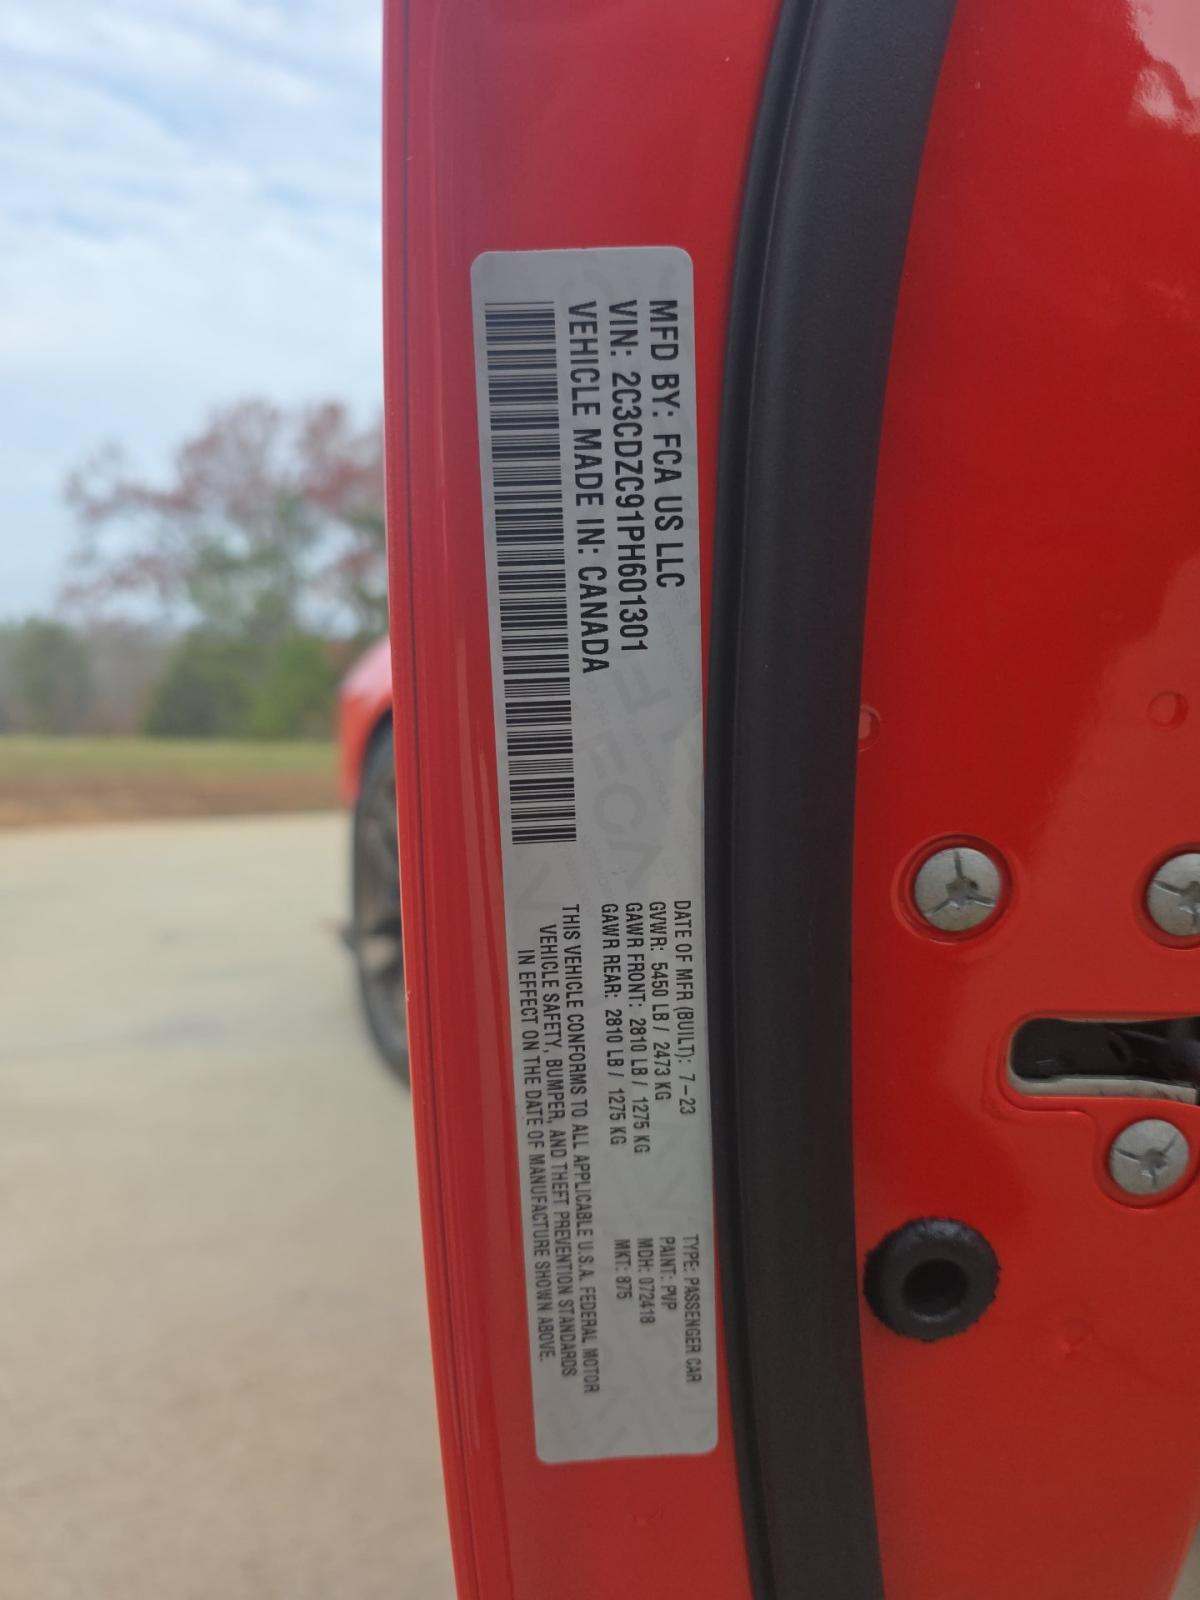 MFD BY: FCA US LLC
VIN: 2C3CDZC91PH601301
VEHICLE MADE IN: CANADA
DATE OF MFR (BUILT): 7-23
GVWR: 5450 LB / 2473 KG
GAWR FRONT: 2810 LB / 1275 KG
GAWR REAR: 2810 LB / 1275 KG
TYPE: PASSENGER CAR
PAINT: PVP
MDH: 072418
MKT: 875
THIS VEHICLE CONFORMS TO ALL APPLICABLE U.S.A. FEDERAL MOTOR
VEHICLE SAFETY, BUMPER, AND THEFT PREVENTION STANDARDS
IN EFFECT ON THE DATE OF MANUFACTURE SHOWN ABOVE.